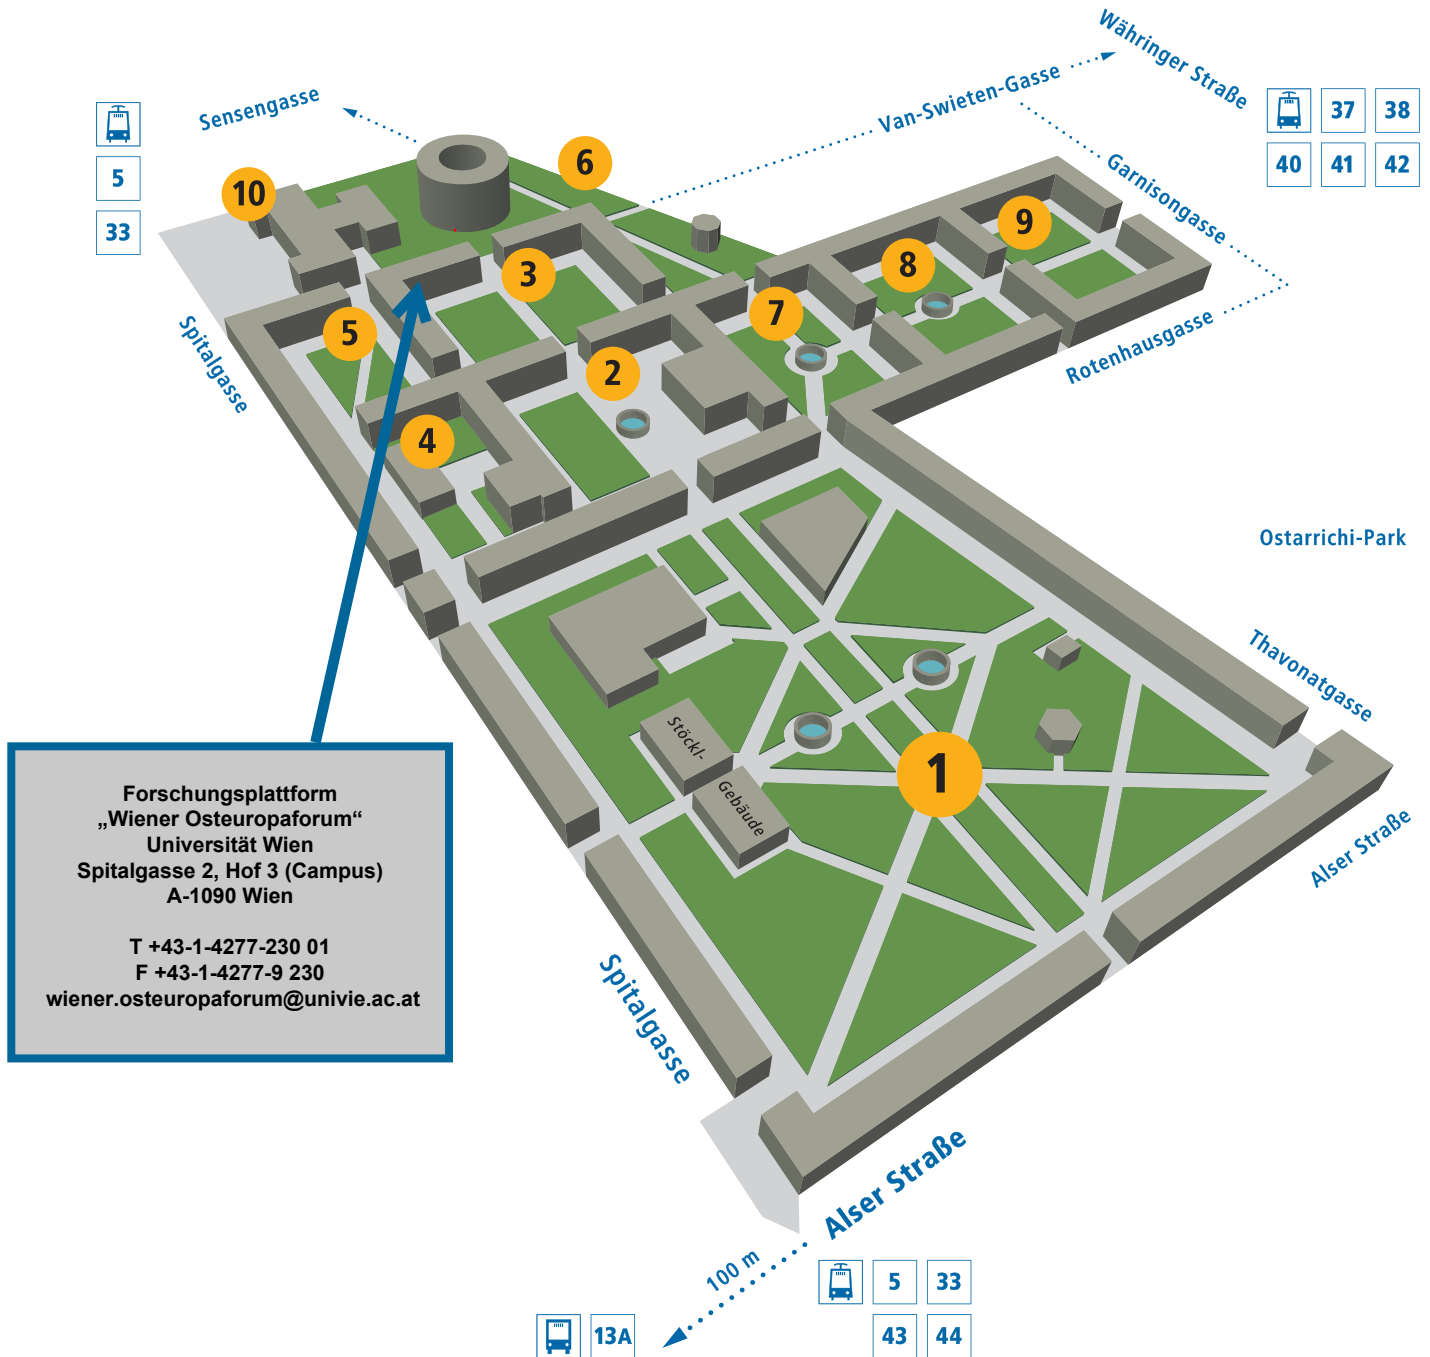 Währinger Straße
37 38
40 41 42
Van-Swieten-Gasse
Sensengasse
5
33
Garnisongasse
Rotenhausgasse
6
10
9
3
8
7
5
2
4
Spitalgasse
Ostarrichi-Park
Thavonatgasse
Alser Straße
Stöckl-
Gebäude
1
Forschungsplattform
„Wiener Osteuropaforum“
Universität Wien
Spitalgasse 2, Hof 3 (Campus)
A-1090 Wien
T +43-1-4277-230 01
F +43-1-4277-9 230
wiener.osteuropaforum@univie.ac.at
Spitalgasse
Alser Straße
100 m
5 33
43 44
13A